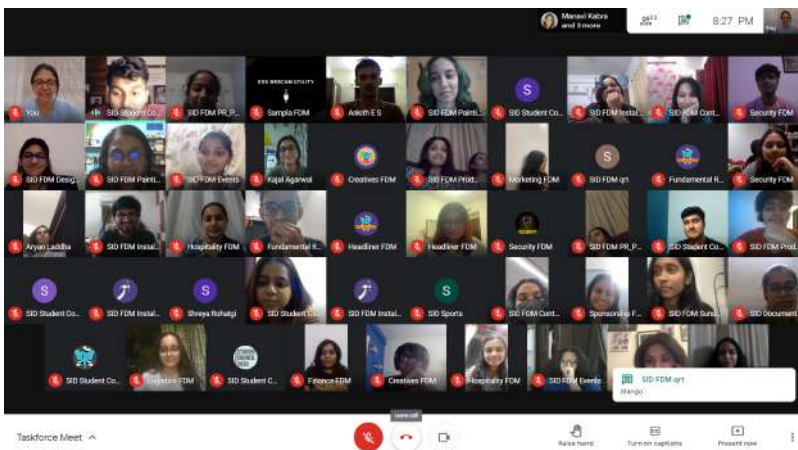 Manavi Kabra
and 3 more
8:27 PM
You
SID Student Co...
SID FDM PR_P...
Sampla FDM
Ankith E S
SID FDM Painti...
S
SID Student Co...
SID FDM Instal...
SID FDM Cont...
Security FDM
SID FDM Desig...
SID FDM Painti...
SID FDM Events
Kajal Agarwal
Creatives FDM
SID FDM Prod...
Marketing FDM
S
SID FDM qrt
Fundamental R...
Security FDM
Aryan Laddha
SID FDM Instal...
Hospitality FDM
Fundamental R...
Headliner FDM
Headliner FDM
Security FDM
SID FDM PR_P...
SID Student Co...
SID FDM Prod...
S
SID Student Co...
SID FDM Instal...
S
Shreya Rohatgi
SID Student C...
SID FDM Instal...
S
SID Sports
SID FDM Cont...
Sponsorship F...
SID FDM Sund...
SID Document...
SID Student Co...
FDM
SID Student C...
Finance FDM
Creatives FDM
Hospitality FDM
SID FDM Events
SID FDM qrt
Mango
Leave call
Taskforce Meet
Raise hand
Turn on captions
Present now